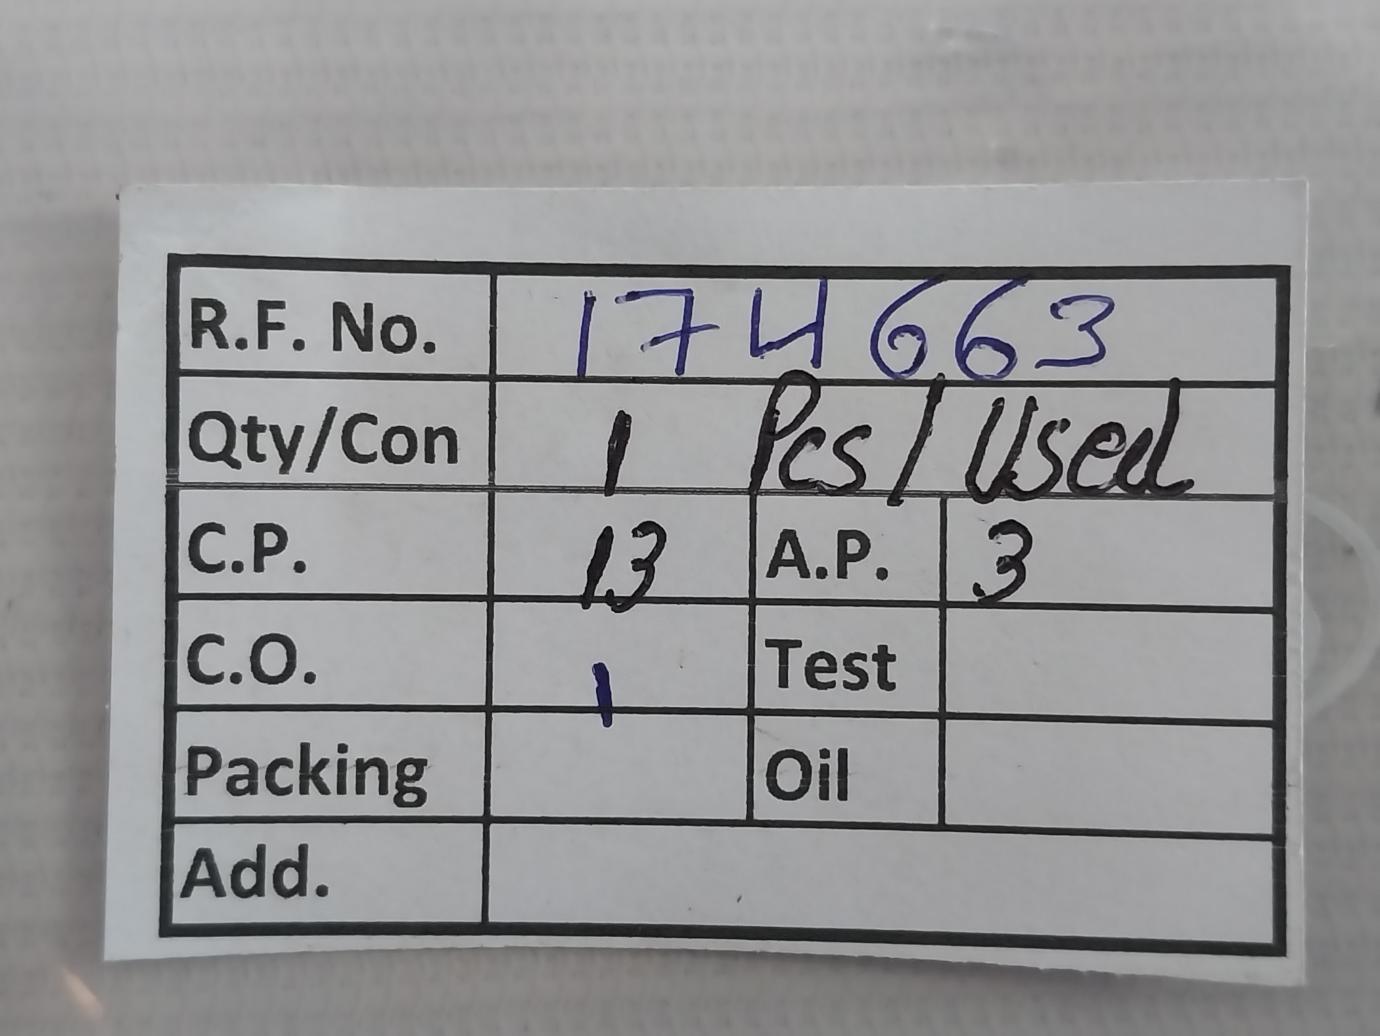 R.F. No. 174663
Qty/Con 1 Pcs/Used
C.P. 13 A.P. 3
C.O. 1 Test
Packing Oil
Add.